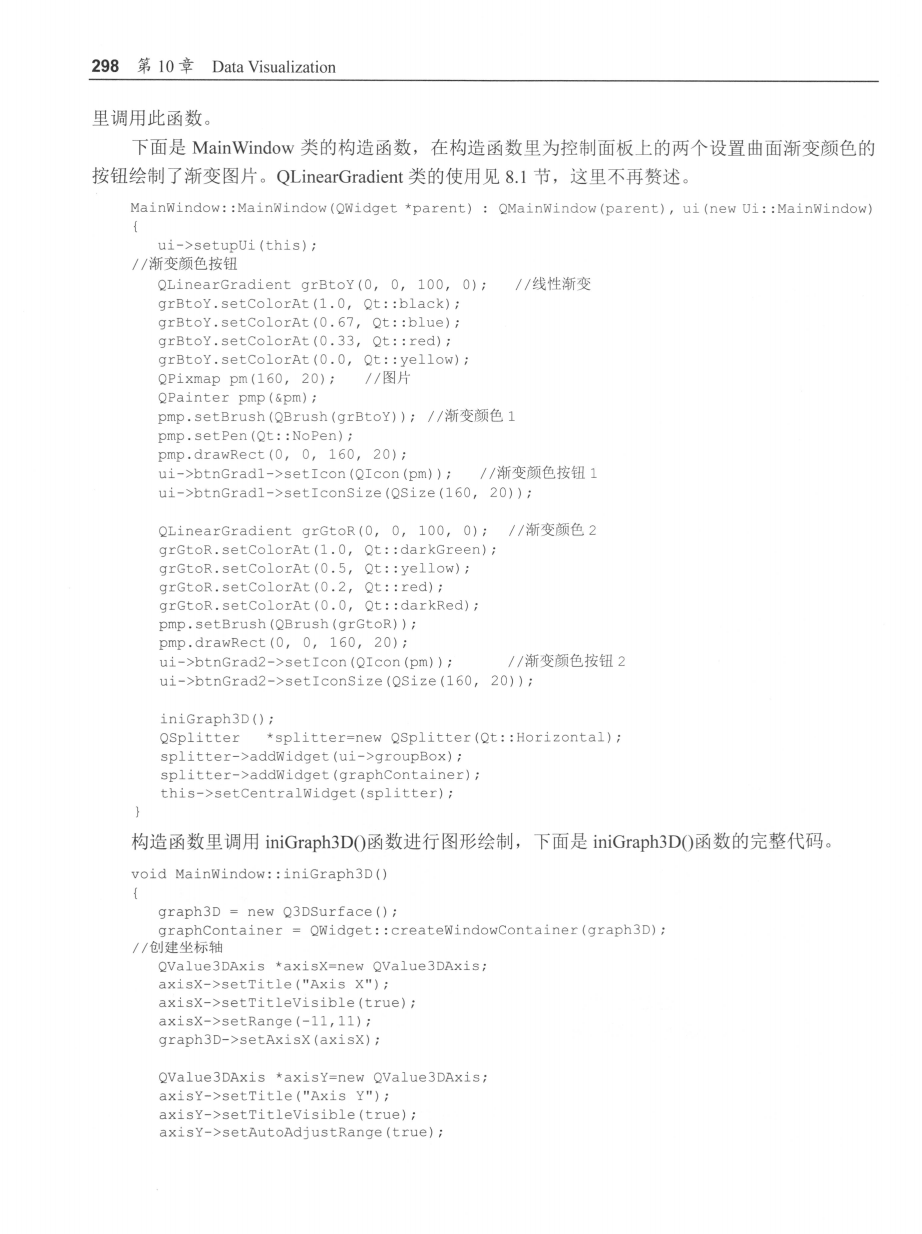 298 第 10 章 Data Visualization
里调用此函数。
下面是 MainWindow 类的构造函数，在构造函数里为控制面板上的两个设置曲面渐变颜色的
按钮绘制了渐变图片。QLinearGradient 类的使用见 8.1 节，这里不再赘述。
MainWindow::MainWindow(QWidget *parent) : QMainWindow(parent), ui(new Ui::MainWindow)
{
ui->setupUi(this);
//渐变颜色按钮
QLinearGradient grBtoY(0, 0, 100, 0); //线性渐变
grBtoY.setColorAt(1.0, Qt::black);
grBtoY.setColorAt(0.67, Qt::blue);
grBtoY.setColorAt(0.33, Qt::red);
grBtoY.setColorAt(0.0, Qt::yellow);
QPixmap pm(160, 20); //图片
QPainter pmp(&pm);
pmp.setBrush(QBrush(grBtoY)); //渐变颜色 1
pmp.setPen(Qt::NoPen);
pmp.drawRect(0, 0, 160, 20);
ui->btnGrad1->setIcon(QIcon(pm)); //渐变颜色按钮 1
ui->btnGrad1->setIconSize(QSize(160, 20));
QLinearGradient grGtoR(0, 0, 100, 0); //渐变颜色 2
grGtoR.setColorAt(1.0, Qt::darkGreen);
grGtoR.setColorAt(0.5, Qt::yellow);
grGtoR.setColorAt(0.2, Qt::red);
grGtoR.setColorAt(0.0, Qt::darkRed);
pmp.setBrush(QBrush(grGtoR));
pmp.drawRect(0, 0, 160, 20);
ui->btnGrad2->setIcon(QIcon(pm)); //渐变颜色按钮 2
ui->btnGrad2->setIconSize(QSize(160, 20));
iniGraph3D();
QSplitter *splitter=new QSplitter(Qt::Horizontal);
splitter->addWidget(ui->groupBox);
splitter->addWidget(graphContainer);
this->setCentralWidget(splitter);
}
构造函数里调用 iniGraph3D()函数进行图形绘制，下面是 iniGraph3D()函数的完整代码。
void MainWindow::iniGraph3D()
{
graph3D = new Q3DSurface();
graphContainer = QWidget::createWindowContainer(graph3D);
//创建坐标轴
QValue3DAxis *axisX=new QValue3DAxis;
axisX->setTitle("Axis X");
axisX->setTitleVisible(true);
axisX->setRange(-11,11);
graph3D->setAxisX(axisX);
QValue3DAxis *axisY=new QValue3DAxis;
axisY->setTitle("Axis Y");
axisY->setTitleVisible(true);
axisY->setAutoAdjustRange(true);